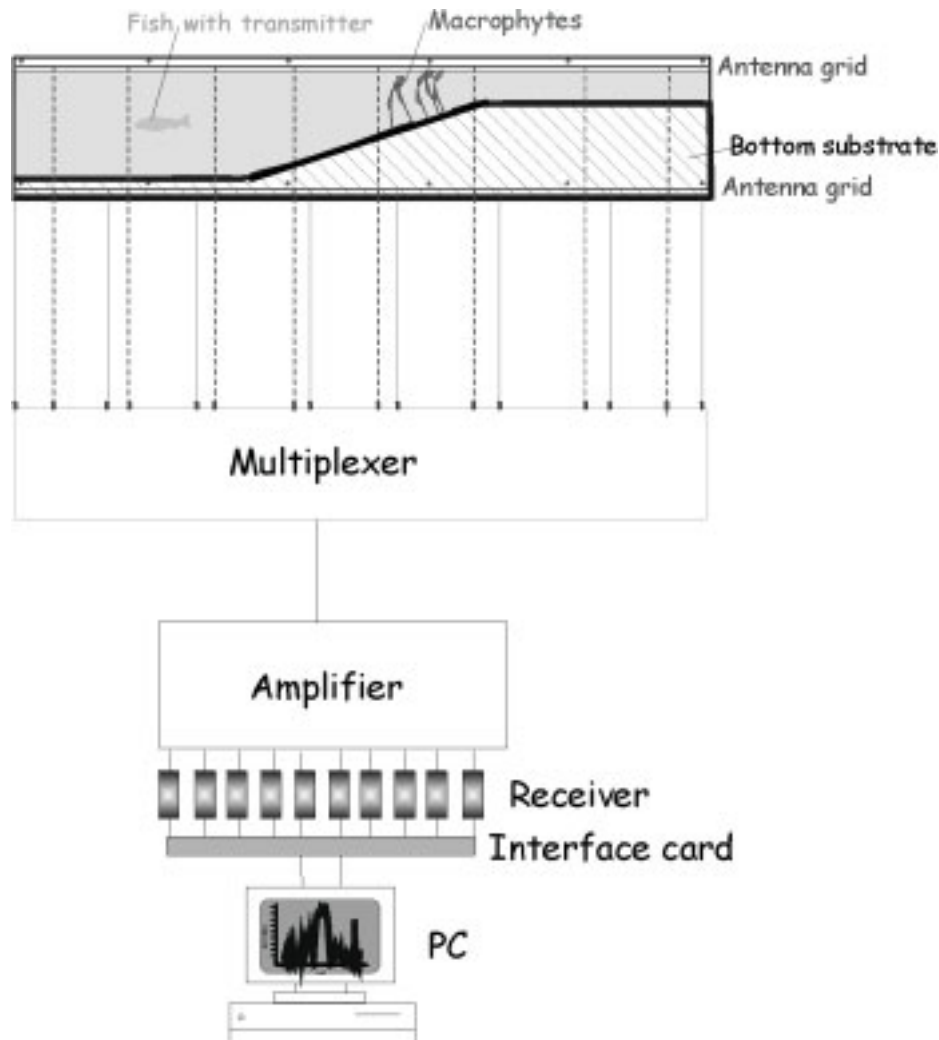 Fish with transmitter
Macrophytes
Antenna grid
Bottom substrate
Antenna grid
Multiplexer
Amplifier
Receiver
Interface card
PC